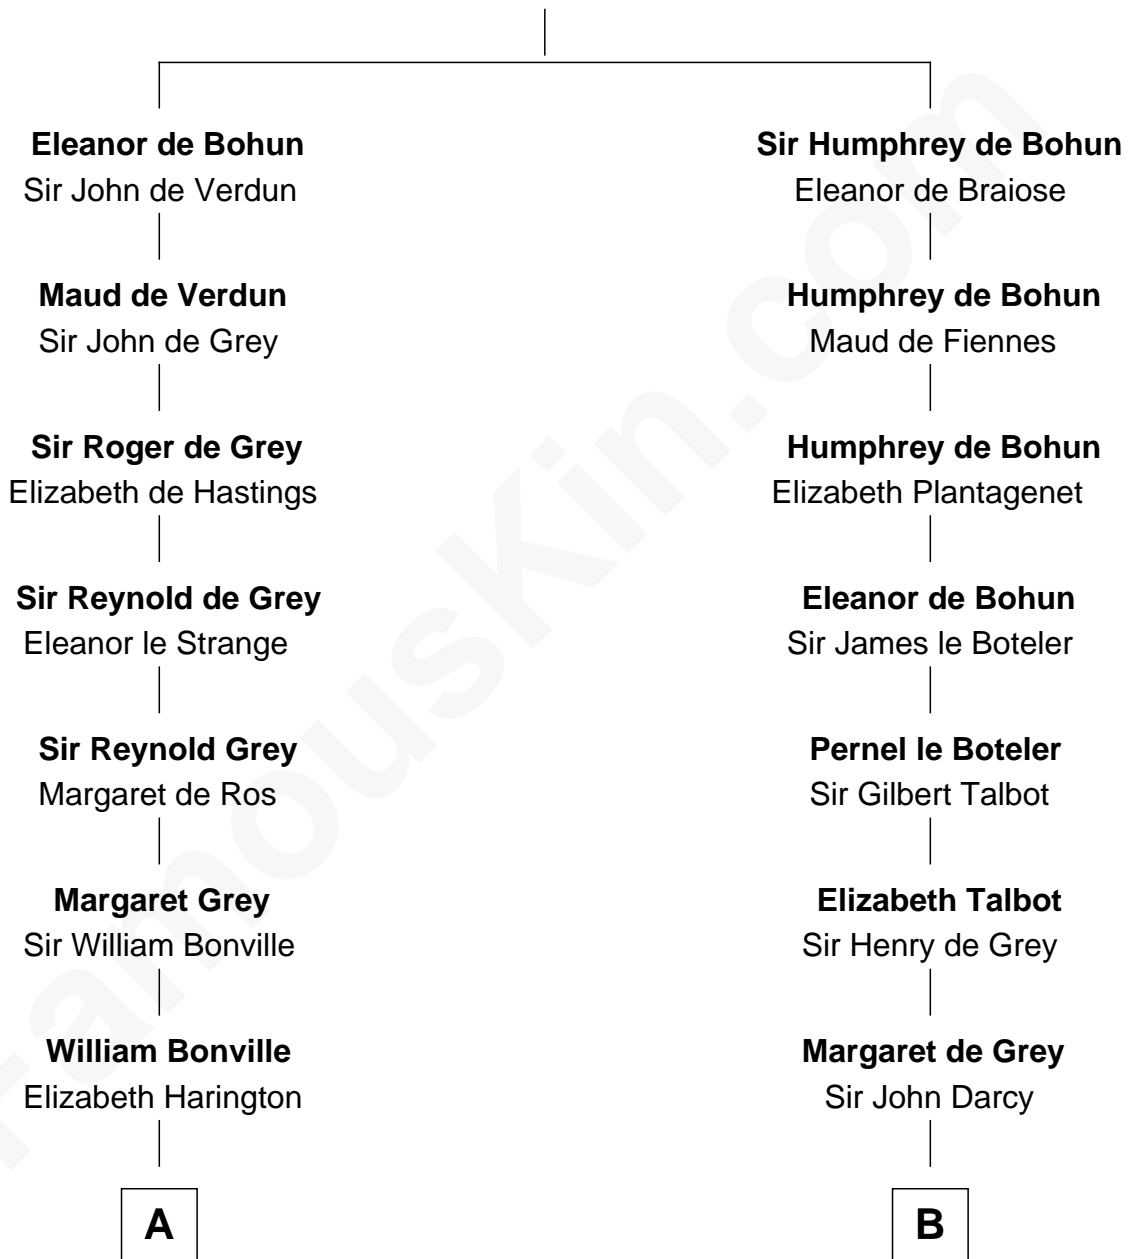 Eleanor de Bohun
Sir John de Verdun
Maud de Verdun
Sir John de Grey
Sir Roger de Grey
Elizabeth de Hastings
Sir Reynold de Grey
Eleanor le Strange
Sir Reynold Grey
Margaret de Ros
Margaret Grey
Sir William Bonville
William Bonville
Elizabeth Harington
A
Sir Humphrey de Bohun
Eleanor de Braiose
Humphrey de Bohun
Maud de Fiennes
Humphrey de Bohun
Elizabeth Plantagenet
Eleanor de Bohun
Sir James le Boteler
Pernel le Boteler
Sir Gilbert Talbot
Elizabeth Talbot
Sir Henry de Grey
Margaret de Grey
Sir John Darcy
B
FamousKin.com